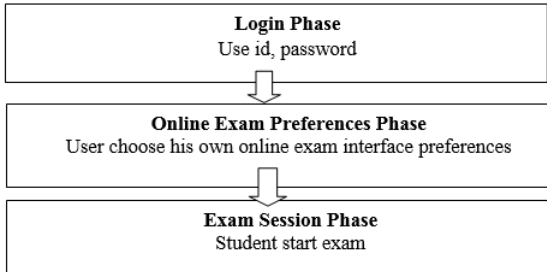 Login Phase
Use id, password
Online Exam Preferences Phase
User choose his own online exam interface preferences
Exam Session Phase
Student start exam